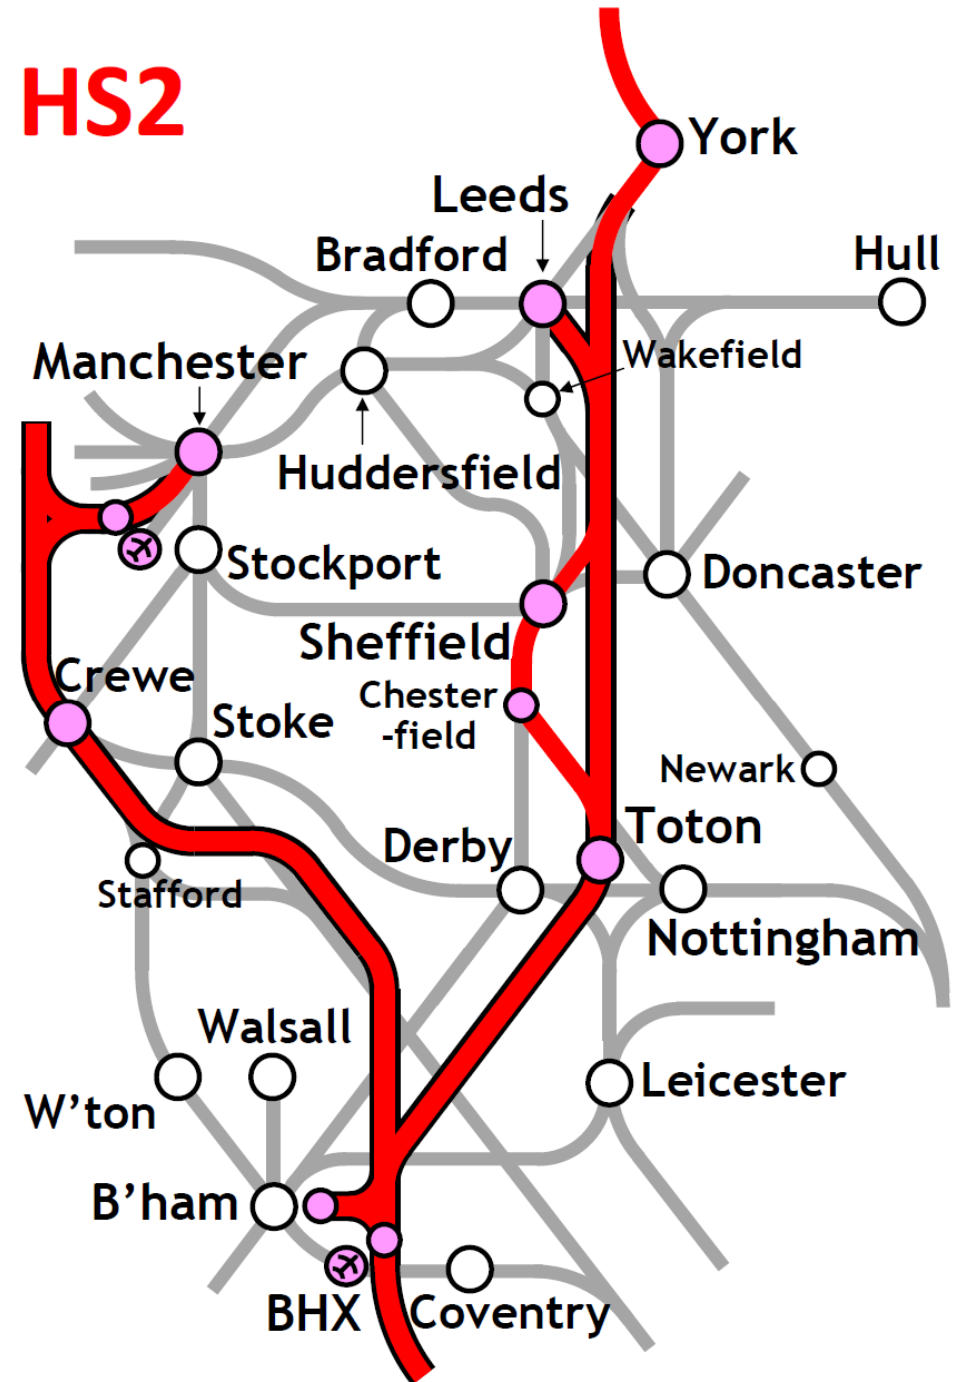 HS2
York
Leeds
Bradford
Hull
Manchester
Wakefield
Huddersfield
Stockport
Doncaster
Sheffield
Crewe
Chester
-field
Stoke
Newark
Toton
Derby
Stafford
Nottingham
Walsall
Leicester
W’ton
B’ham
BHX
Coventry